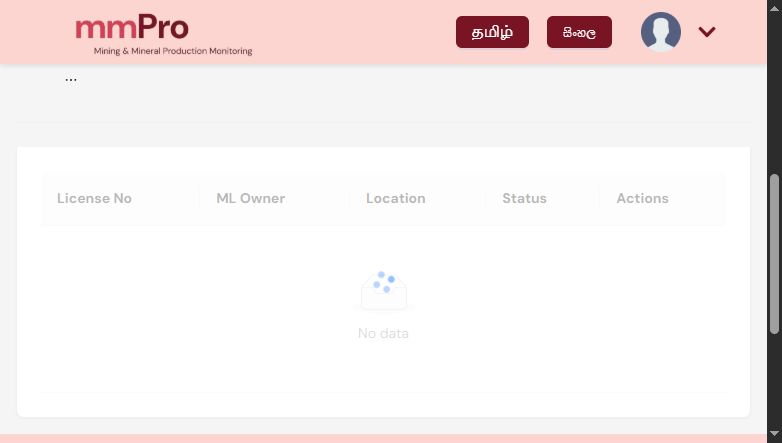 mmPro
Mining & Mineral Production Monitoring
தமிழ் සිංහල
...
License No ML Owner Location Status Actions
No data